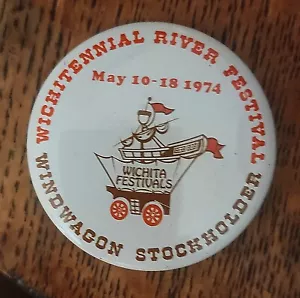 WICHITENNIAL RIVER FESTIVAL
May 10-18 1974
WICHITA
FESTIVALS
WINDWAGON STOCKHOLDER